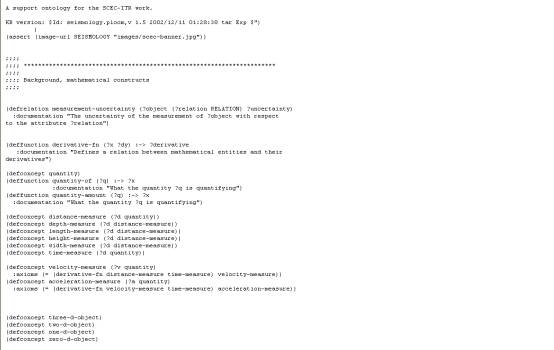 A support ontology for the SCEC-ITR work.
KB version: $Id: seismology.ploom,v 1.5 2002/12/11 01:28:38 tar Exp $")
)
(assert (image-url SEISMOLOGY "images/scec-banner.jpg"))
;;;;
;;;; **********************************************************************
;;;;
;;;; Background, mathematical constructs
;;;;
(defrelation measurement-uncertainty (?object (?relation RELATION) ?uncertainty)
:documentation "The uncertainty of the measurement of ?object with respect
to the attribute ?relation")
(deffunction derivative-fn (?x ?dy) :-> ?derivative
:documentation "Defines a relation between mathematical entities and their
derivatives")
(defconcept quantity)
(deffunction quantity-of (?q) :-> ?x
:documentation "What the quantity ?q is quantifying")
(deffunction quantity-amount (?q) :-> ?x
:documentation "What the quantity ?q is quantifying")
(defconcept distance-measure (?d quantity))
(defconcept depth-measure (?d distance-measure))
(defconcept length-measure (?d distance-measure))
(defconcept height-measure (?d distance-measure))
(defconcept width-measure (?d distance-measure))
(defconcept time-measure (?d quantity))
(defconcept velocity-measure (?v quantity)
:axioms (= (derivative-fn distance-measure time-measure) velocity-measure))
(defconcept acceleration-measure (?a quantity)
:axioms (= (derivative-fn velocity-measure time-measure) acceleration-measure))
(defconcept three-d-object)
(defconcept two-d-object)
(defconcept one-d-object)
(defconcept zero-d-object)